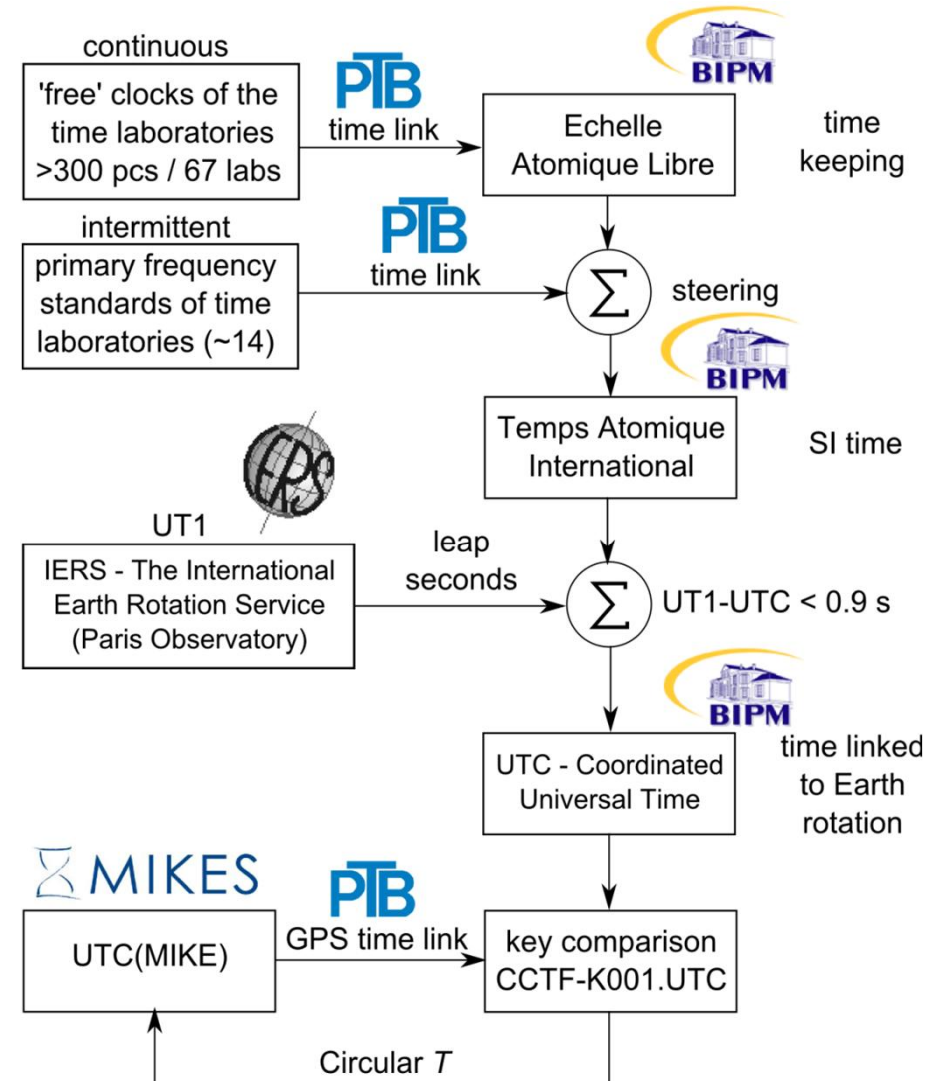 continuous
'free' clocks of the
time laboratories
>300 pcs / 67 labs
PTB
time link
BIPM
Echelle
Atomique Libre
time
keeping
intermittent
primary frequency
standards of time
laboratories (~14)
PTB
time link
Σ
steering
BIPM
Temps Atomique
International
SI time
IERS
UT1
IERS - The International
Earth Rotation Service
(Paris Observatory)
leap
seconds
Σ
UT1-UTC < 0.9 s
BIPM
UTC - Coordinated
Universal Time
time linked
to Earth
rotation
MIKES
UTC(MIKE)
PTB
GPS time link
key comparison
CCTF-K001.UTC
Circular T